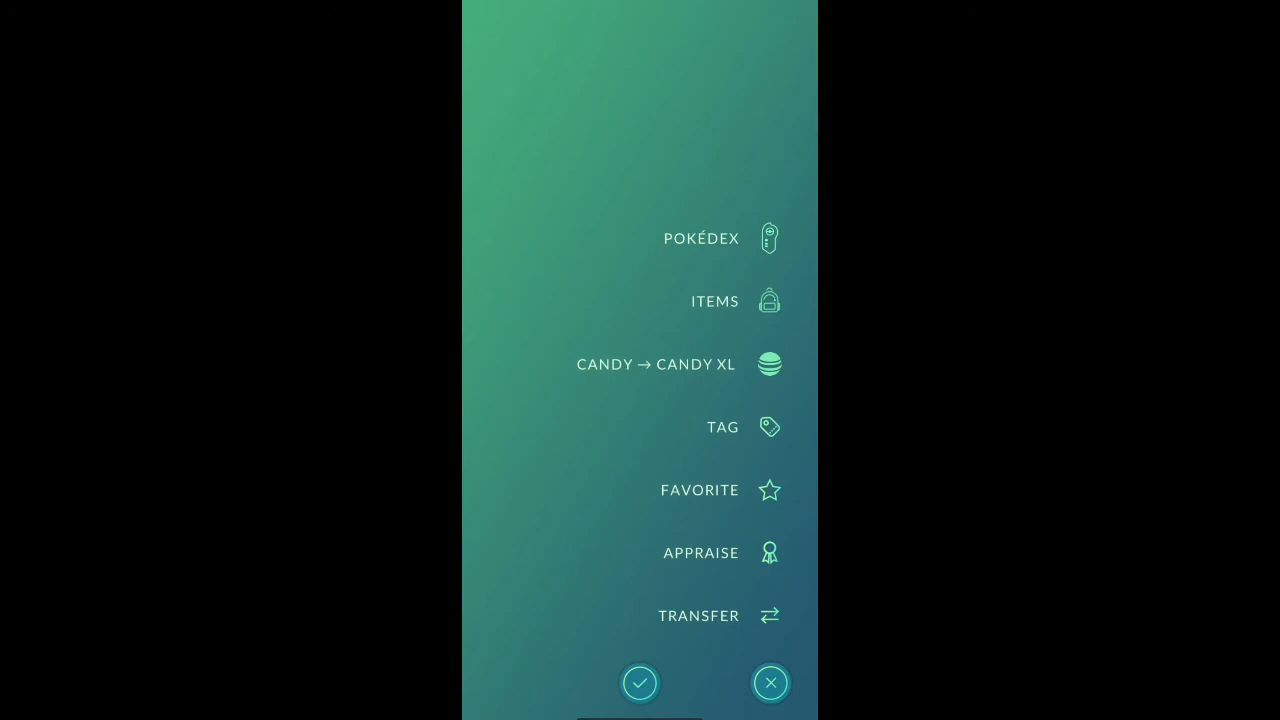 POKÉDEX
ITEMS
CANDY → CANDY XL
TAG
FAVORITE
APPRAISE
TRANSFER